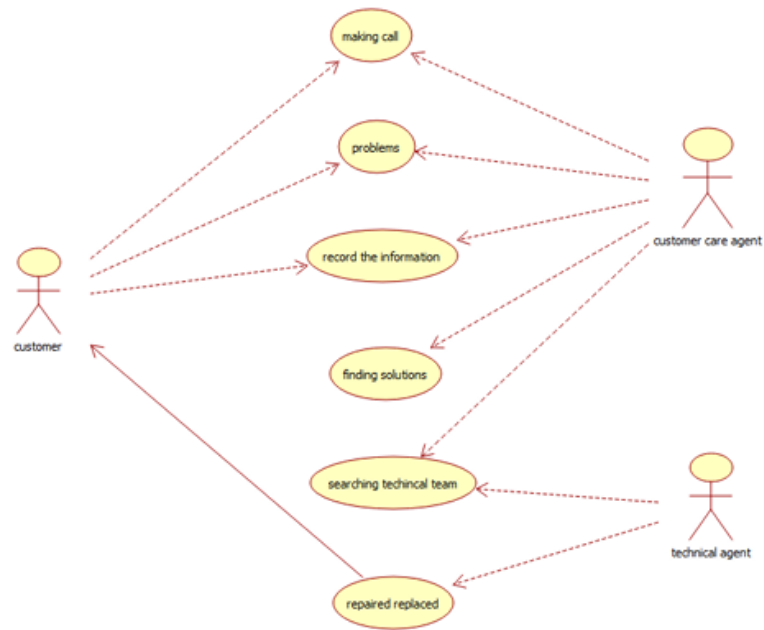 making call
problems
customer care agent
record the information
customer
finding solutions
searching techincal team
technical agent
repaired replaced